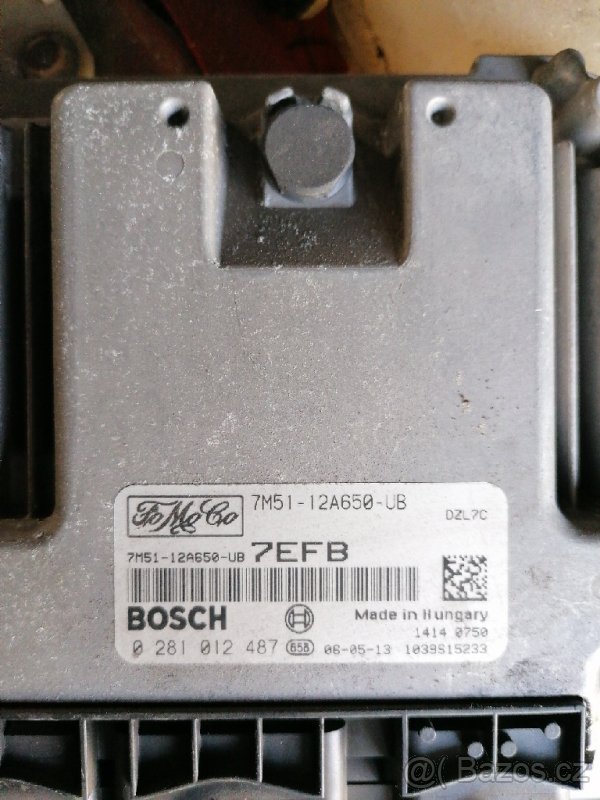 FoMoCo 7M51-12A650-UB DZL7C
7M51-12A650-UB 7EFB
BOSCH Made in Hungary
1414 0750
0 281 012 487 B5B 06-05-13 1039S15233
Bazos.cz